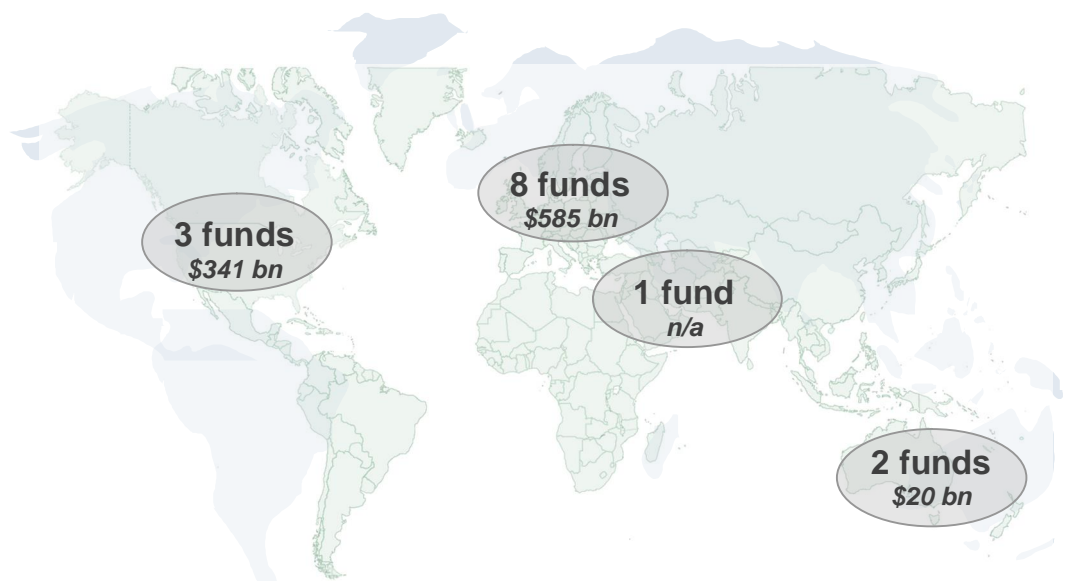 8 funds
$585 bn
3 funds
$341 bn
1 fund
n/a
2 funds
$20 bn